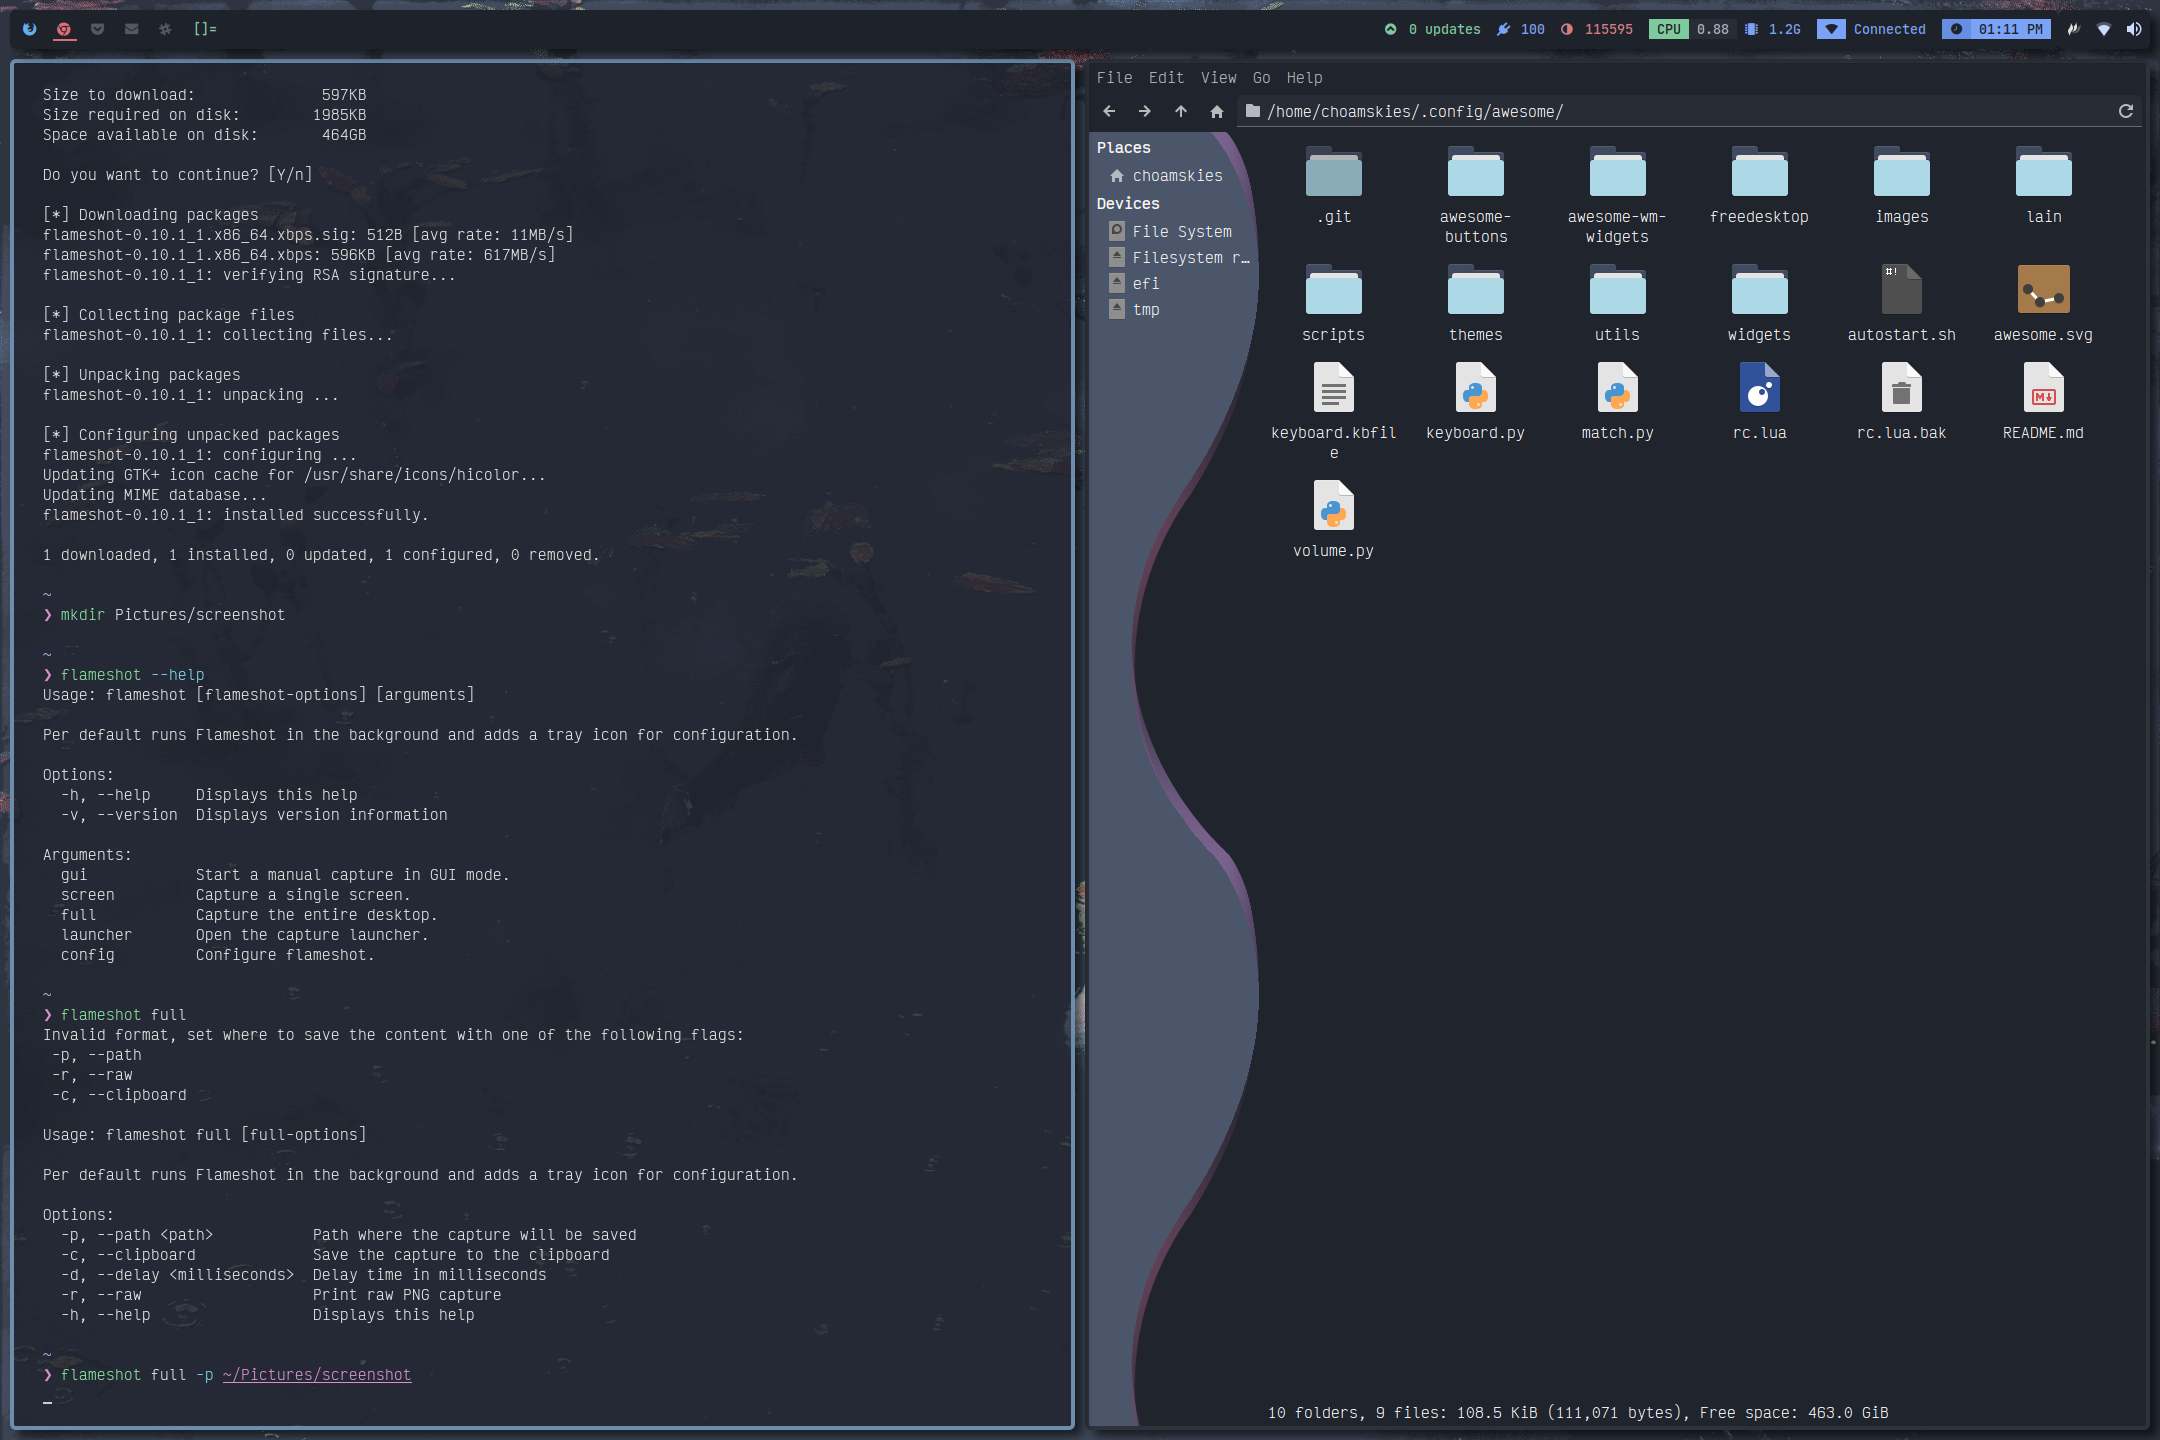 []=
0 updates 100 115595 CPU 0.88 1.2G Connected 01:11 PM
Size to download: 597KB
Size required on disk: 1985KB
Space available on disk: 464GB
Do you want to continue? [Y/n]
[*] Downloading packages
flameshot-0.10.1_1.x86_64.xbps.sig: 512B [avg rate: 11MB/s]
flameshot-0.10.1_1.x86_64.xbps: 596KB [avg rate: 617MB/s]
flameshot-0.10.1_1: verifying RSA signature...
[*] Collecting package files
flameshot-0.10.1_1: collecting files...
[*] Unpacking packages
flameshot-0.10.1_1: unpacking ...
[*] Configuring unpacked packages
flameshot-0.10.1_1: configuring ...
Updating GTK+ icon cache for /usr/share/icons/hicolor...
Updating MIME database...
flameshot-0.10.1_1: installed successfully.
1 downloaded, 1 installed, 0 updated, 1 configured, 0 removed.
~
❯ mkdir Pictures/screenshot
~
❯ flameshot --help
Usage: flameshot [flameshot-options] [arguments]
Per default runs Flameshot in the background and adds a tray icon for configuration.
Options:
-h, --help Displays this help
-v, --version Displays version information
Arguments:
gui Start a manual capture in GUI mode.
screen Capture a single screen.
full Capture the entire desktop.
launcher Open the capture launcher.
config Configure flameshot.
~
❯ flameshot full
Invalid format, set where to save the content with one of the following flags:
-p, --path
-r, --raw
-c, --clipboard
Usage: flameshot full [full-options]
Per default runs Flameshot in the background and adds a tray icon for configuration.
Options:
-p, --path <path> Path where the capture will be saved
-c, --clipboard Save the capture to the clipboard
-d, --delay <milliseconds> Delay time in milliseconds
-r, --raw Print raw PNG capture
-h, --help Displays this help
~
❯ flameshot full -p ~/Pictures/screenshot
File Edit View Go Help
/home/choamskies/.config/awesome/
Places
choamskies
Devices
File System
Filesystem r…
efi
tmp
.git
awesome-
buttons
awesome-wm-
widgets
freedesktop
images
lain
scripts
themes
utils
widgets
#!
autostart.sh
awesome.svg
keyboard.kbfil
e
keyboard.py
match.py
rc.lua
rc.lua.bak
M
README.md
volume.py
10 folders, 9 files: 108.5 KiB (111,071 bytes), Free space: 463.0 GiB